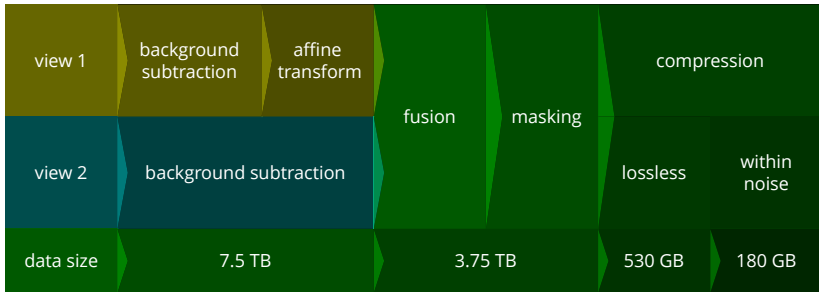 view 1
background
subtraction
affine
transform
fusion
masking
compression
view 2
background subtraction
lossless
within
noise
data size
7.5 TB
3.75 TB
530 GB
180 GB